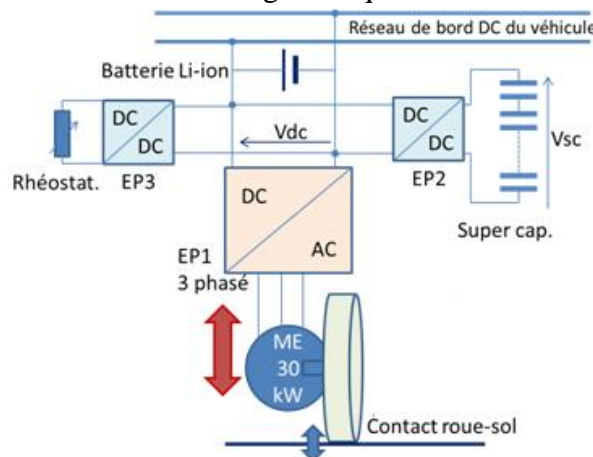 Réseau de bord DC du véhicule
Batterie Li-ion
DC
DC
Vdc
DC
DC
Vsc
Rhéostat.
EP3
EP2
DC
AC
Super cap.
EP1
3 phasé
ME
30
kW
Contact roue-sol